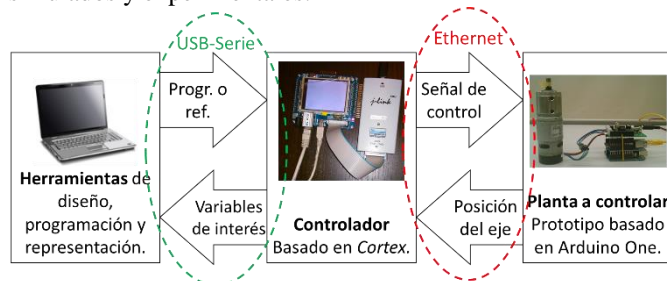 USB-Serie
Ethernet
Progr. o
ref.
Señal de
control
Herramientas de
diseño,
programación y
representación.
Variables
de interés
Controlador
Basado en Cortex.
Posición
del eje
Planta a controlar
Prototipo basado
en Arduino One.